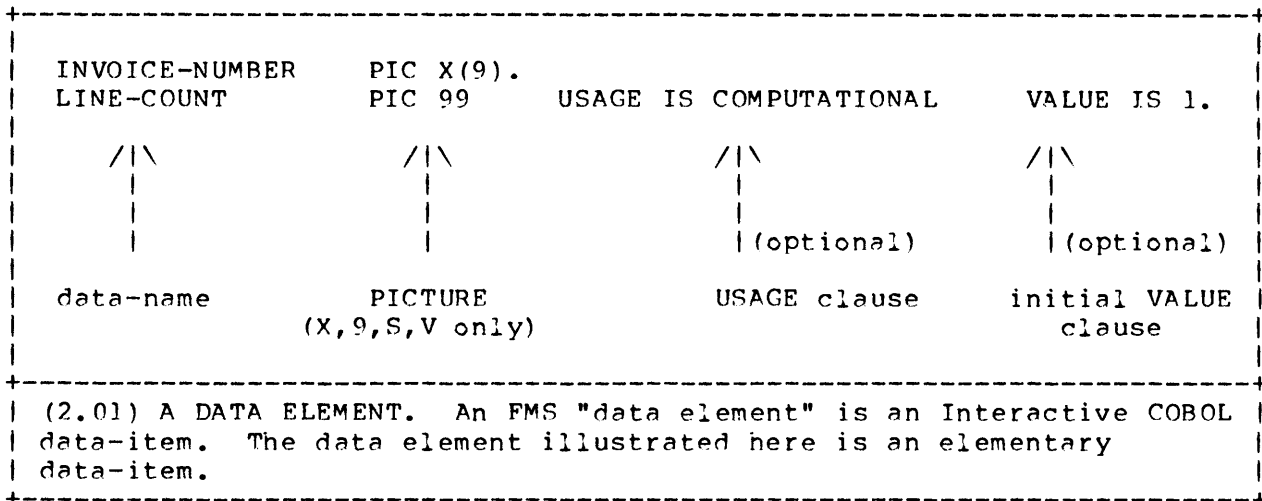 INVOICE-NUMBER PIC X(9).
LINE-COUNT PIC 99 USAGE IS COMPUTATIONAL VALUE IS 1.
(optional) (optional)
data-name PICTURE USAGE clause initial VALUE
(X,9,S,V only) clause
(2.01) A DATA ELEMENT. An FMS "data element" is an Interactive COBOL
data-item. The data element illustrated here is an elementary
data-item.